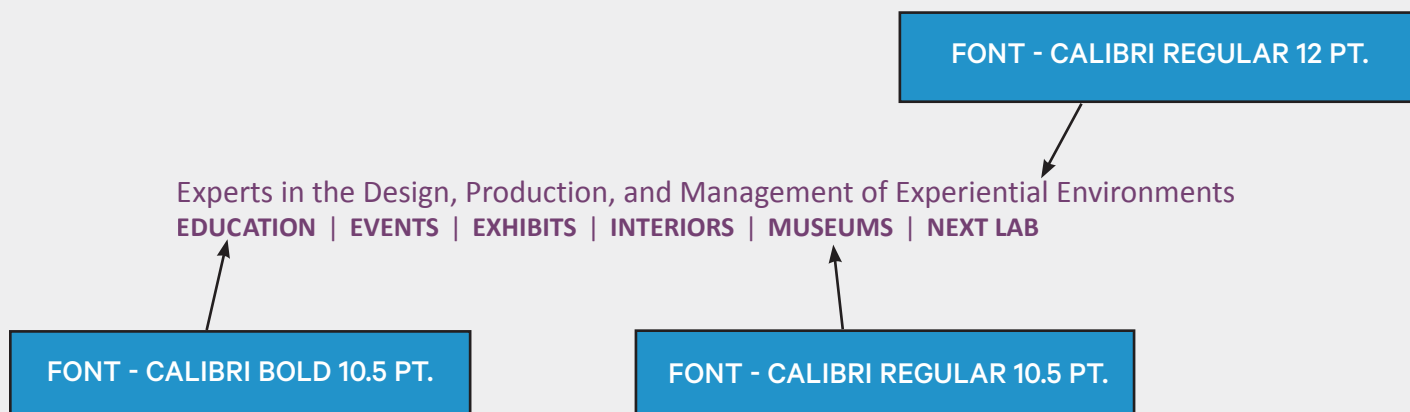 FONT - CALIBRI REGULAR 12 PT.
Experts in the Design, Production, and Management of Experiential Environments
EDUCATION | EVENTS | EXHIBITS | INTERIORS | MUSEUMS | NEXT LAB
FONT - CALIBRI BOLD 10.5 PT.
FONT - CALIBRI REGULAR 10.5 PT.